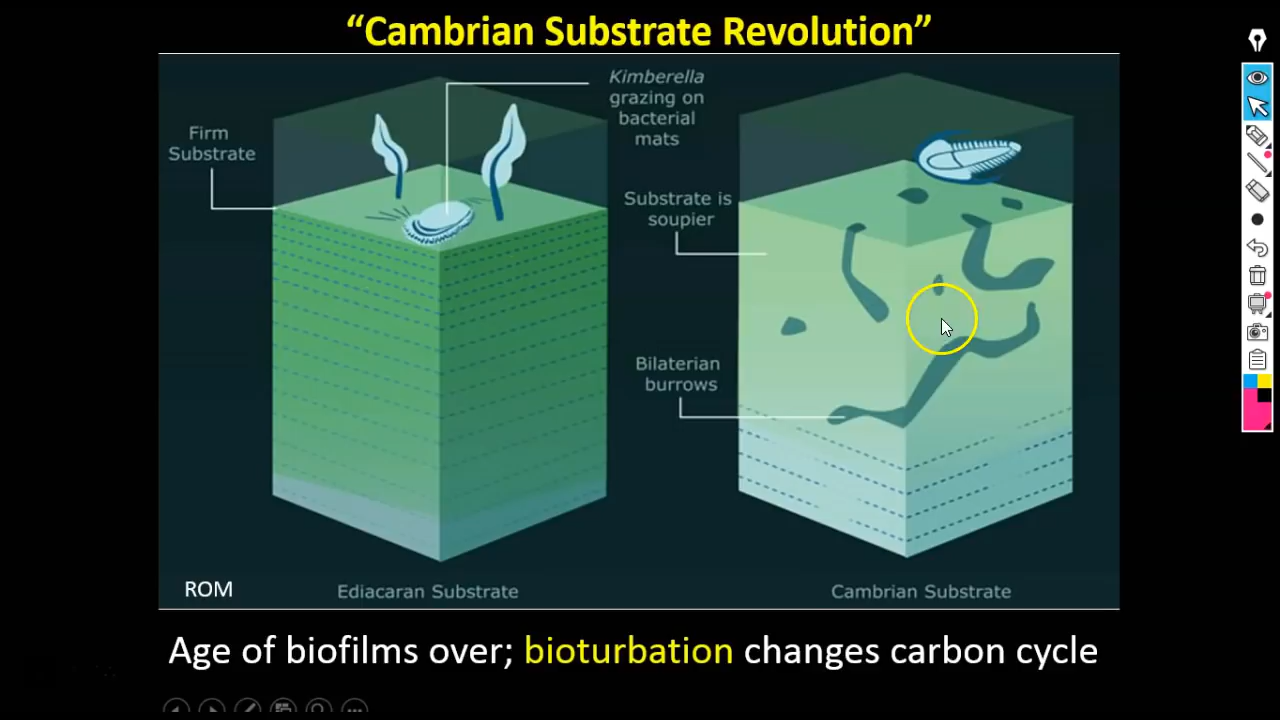 “Cambrian Substrate Revolution”
Kimberella
grazing on
bacterial
mats
Firm
Substrate
Substrate is
soupier
Bilaterian
burrows
ROM
Ediacaran Substrate
Cambrian Substrate
Age of biofilms over; bioturbation changes carbon cycle